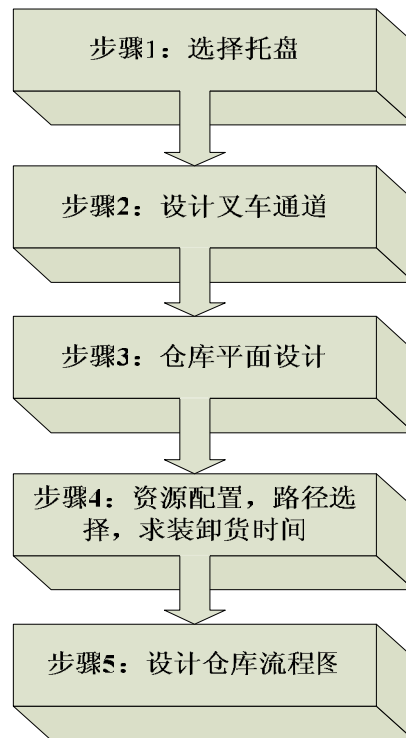 步骤1：选择托盘
步骤2：设计叉车通道
步骤3：仓库平面设计
步骤4：资源配置，路径选
择，求装卸货时间
步骤5：设计仓库流程图